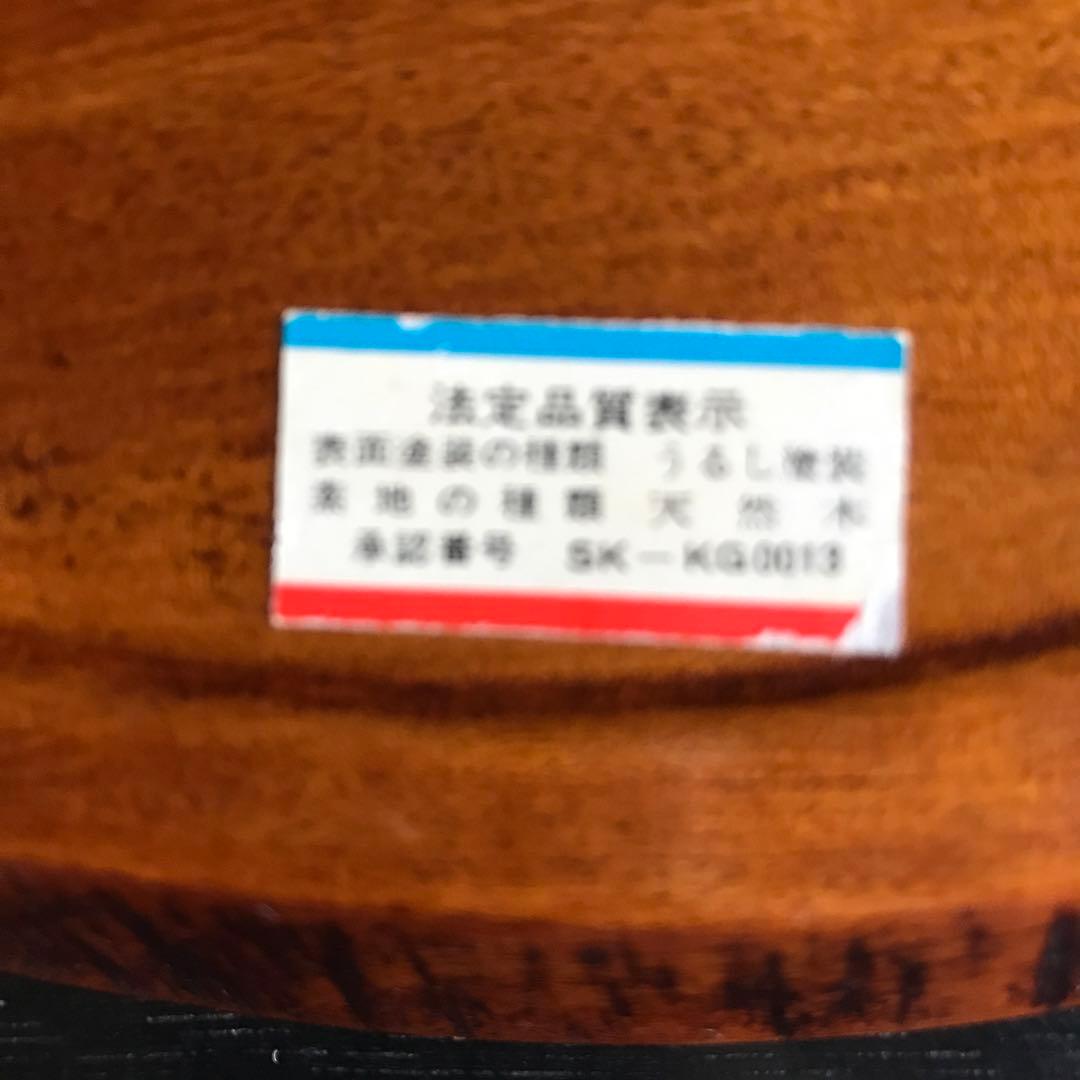 法定品質表示
表面塗装の種類 うるし塗装
素地の種類 天然木
承認番号 SK-KG0013